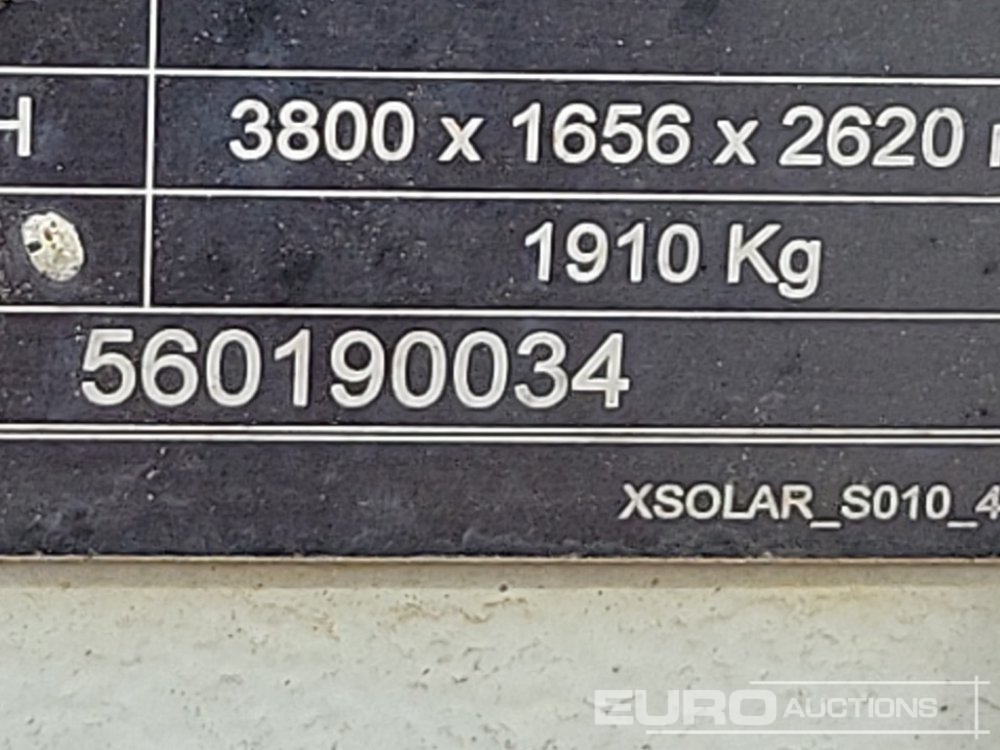 H 3800 x 1656 x 2620
1910 Kg
560190034
XSOLAR_S010_4
EURO AUCTIONS